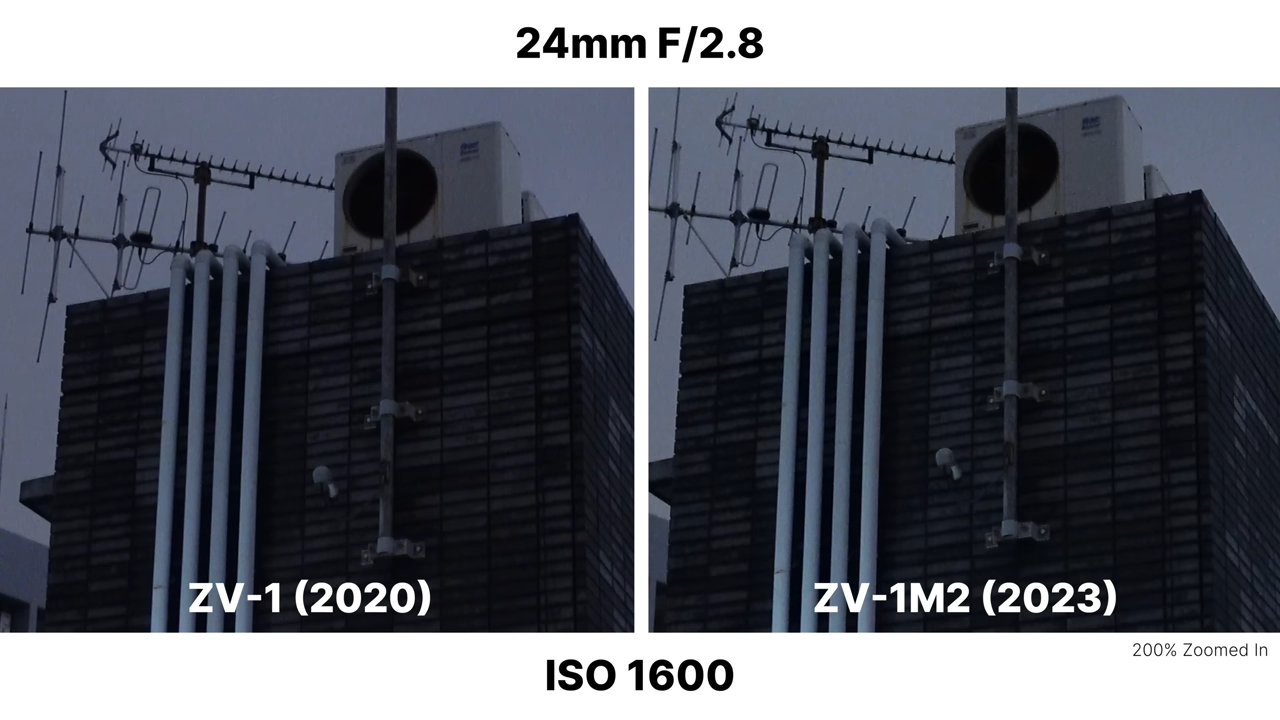 24mm F/2.8
ZV-1 (2020)
ZV-1M2 (2023)
200% Zoomed In
ISO 1600